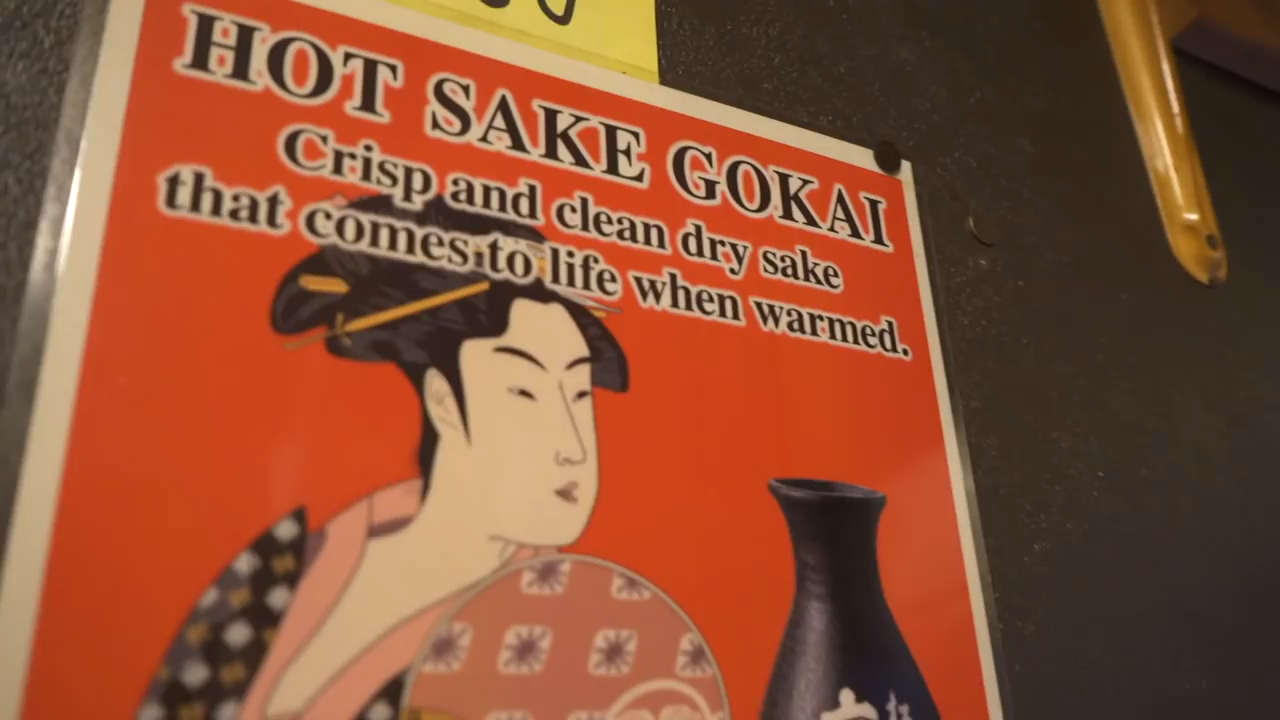 HOT SAKE GOKAI
Crisp and clean dry sake
that comes to life when warmed.